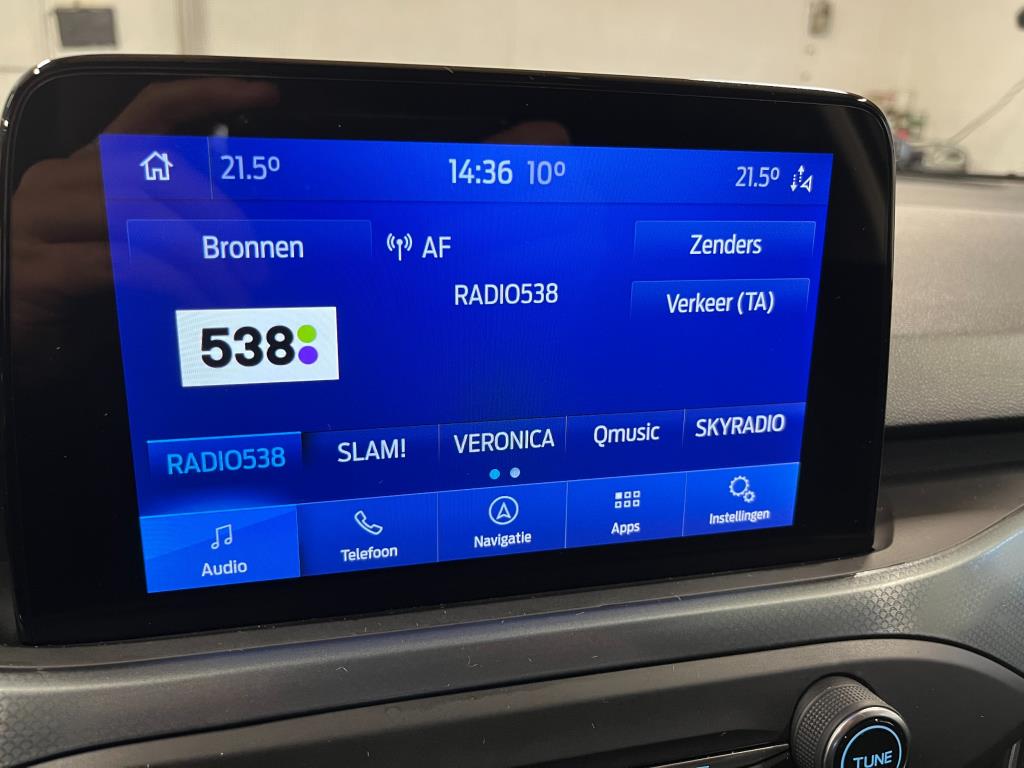 21.5° 14:36 10° 21.5°
Bronnen AF Zenders
RADIO538
Verkeer (TA)
538
RADIO538 SLAM! VERONICA Qmusic SKYRADIO
Audio Telefoon Navigatie Apps Instellingen
TUNE